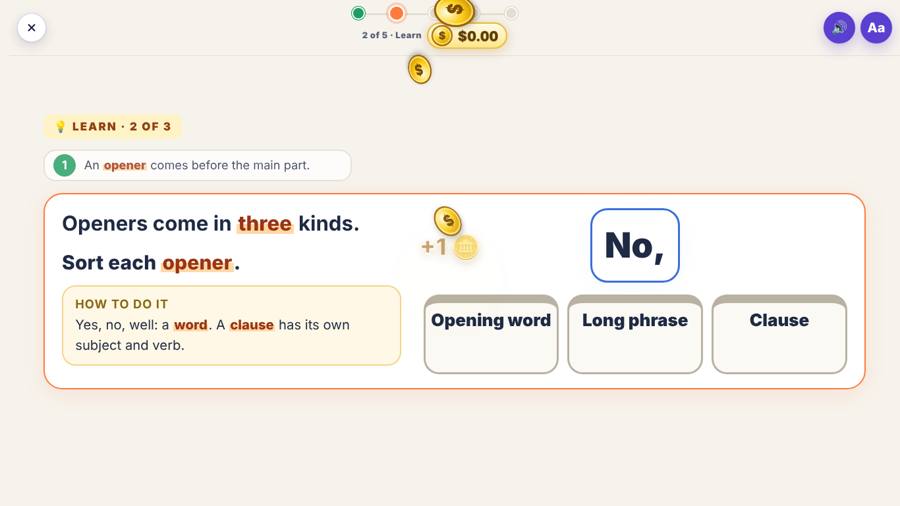 ×
2 of 5 · Learn
$ $0.00
Aa
LEARN · 2 OF 3
1 An opener comes before the main part.
Openers come in three kinds.
Sort each opener.
HOW TO DO IT
Yes, no, well: a word. A clause has its own
subject and verb.
+1
No,
Opening word
Long phrase
Clause